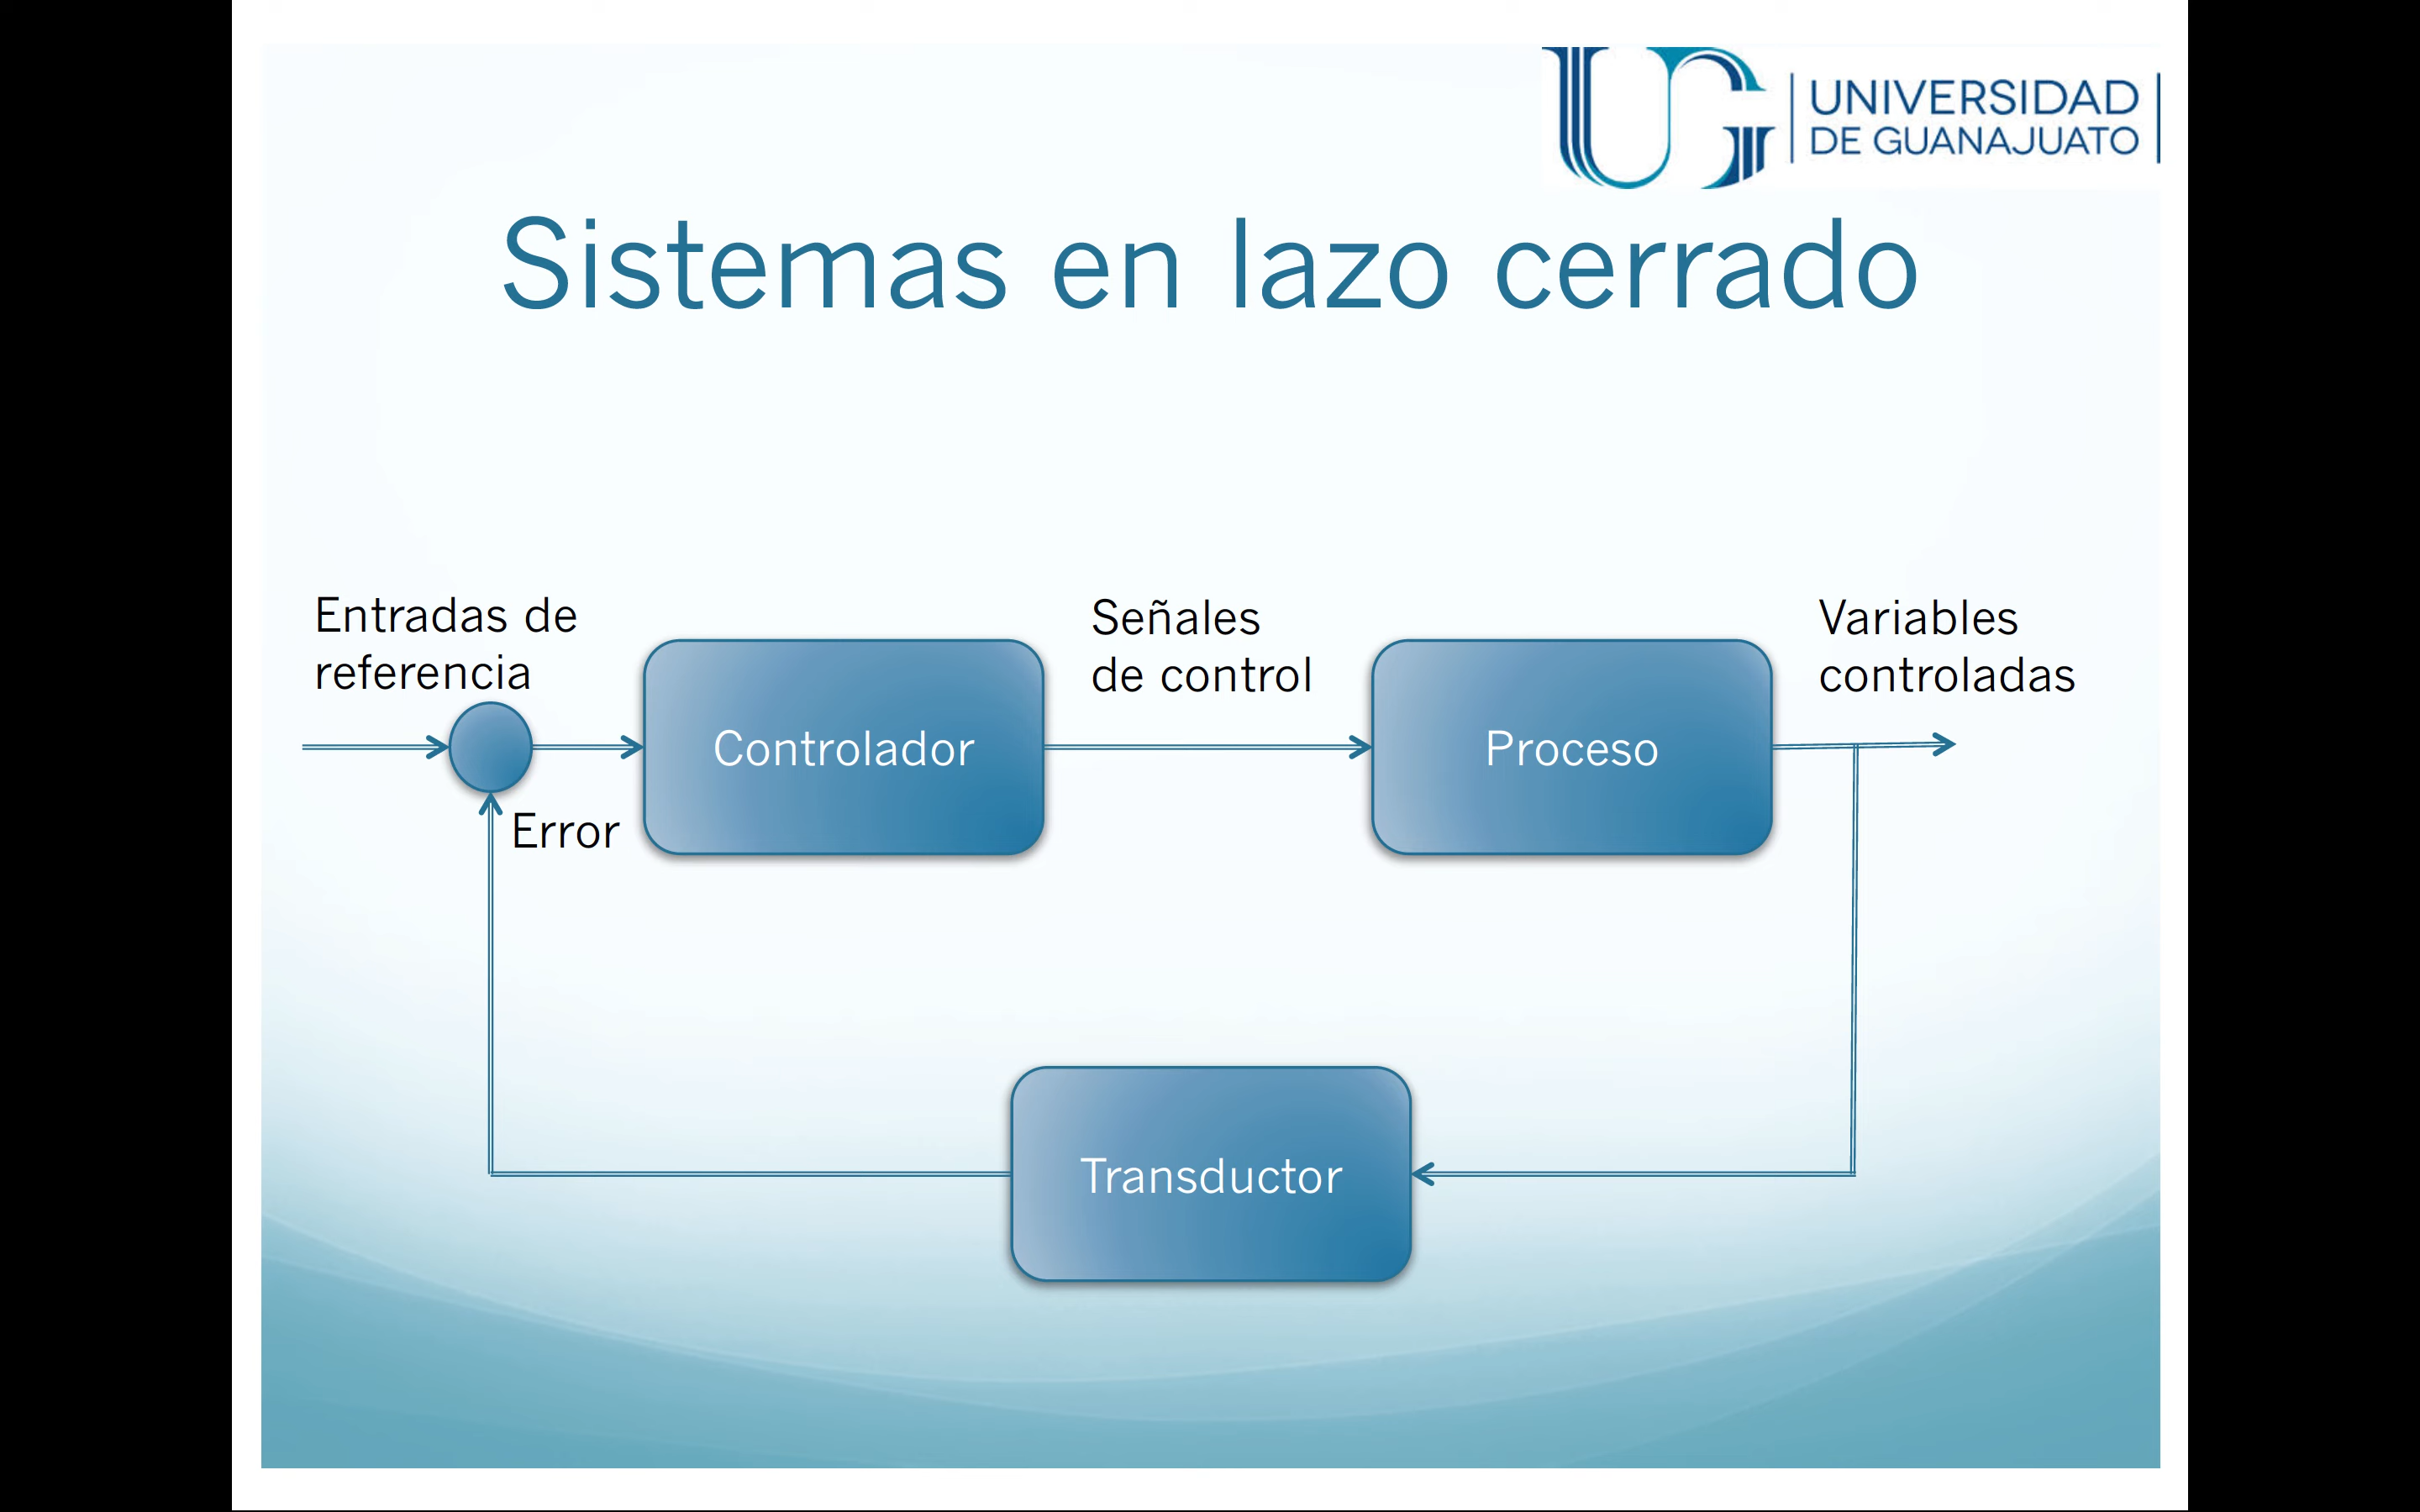 UNIVERSIDAD
DE GUANAJUATO
Sistemas en lazo cerrado
Entradas de
referencia
Señales
de control
Variables
controladas
Controlador
Proceso
Error
Transductor